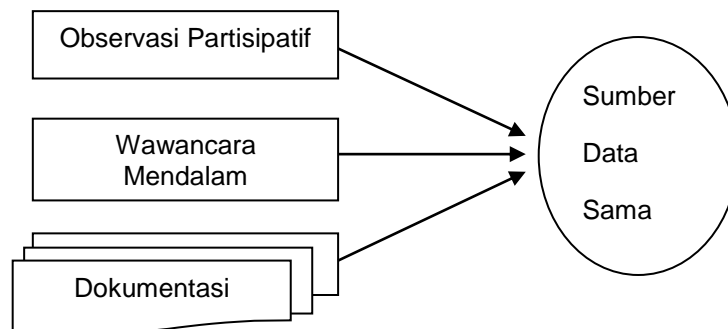 Observasi Partisipatif
Wawancara
Mendalam
Dokumentasi
Sumber
Data
Sama